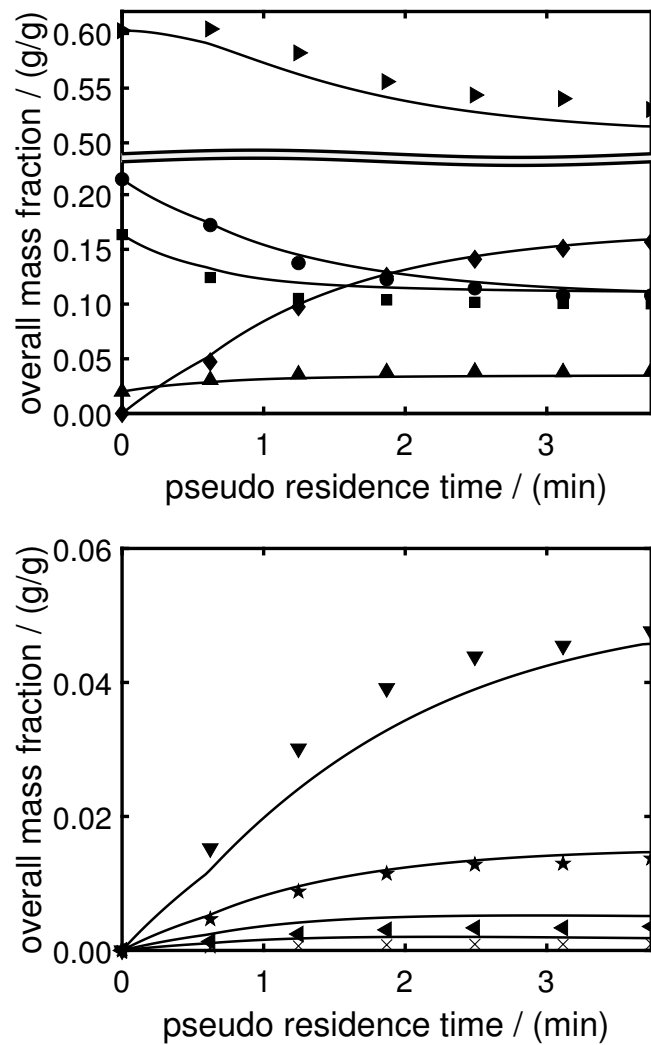 overall mass fraction / (g/g)
0.60
0.55
0.50
0.20
0.15
0.10
0.05
0.00
0 1 2 3
pseudo residence time / (min)
overall mass fraction / (g/g)
0.06
0.04
0.02
0.00
0 1 2 3
pseudo residence time / (min)